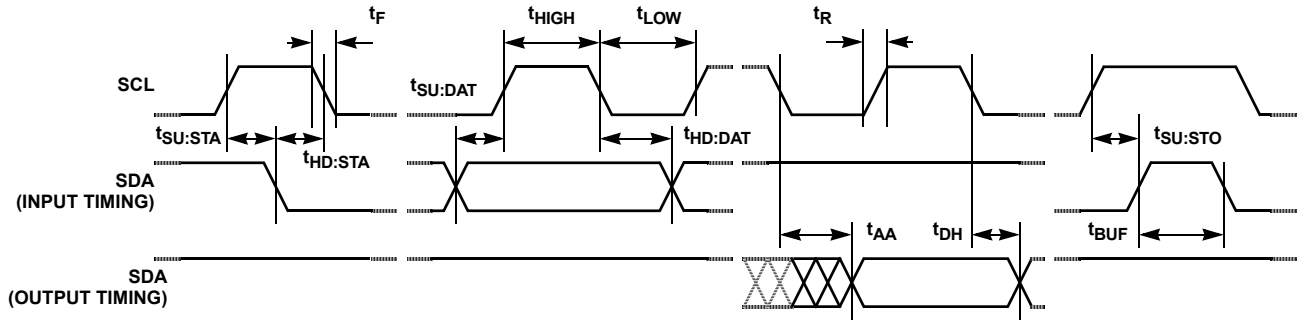 tF
tHIGH
tLOW
tR
SCL
tSU:DAT
tSU:STA
tHD:STA
tHD:DAT
tSU:STO
SDA
(INPUT TIMING)
tAA
tDH
tBUF
SDA
(OUTPUT TIMING)